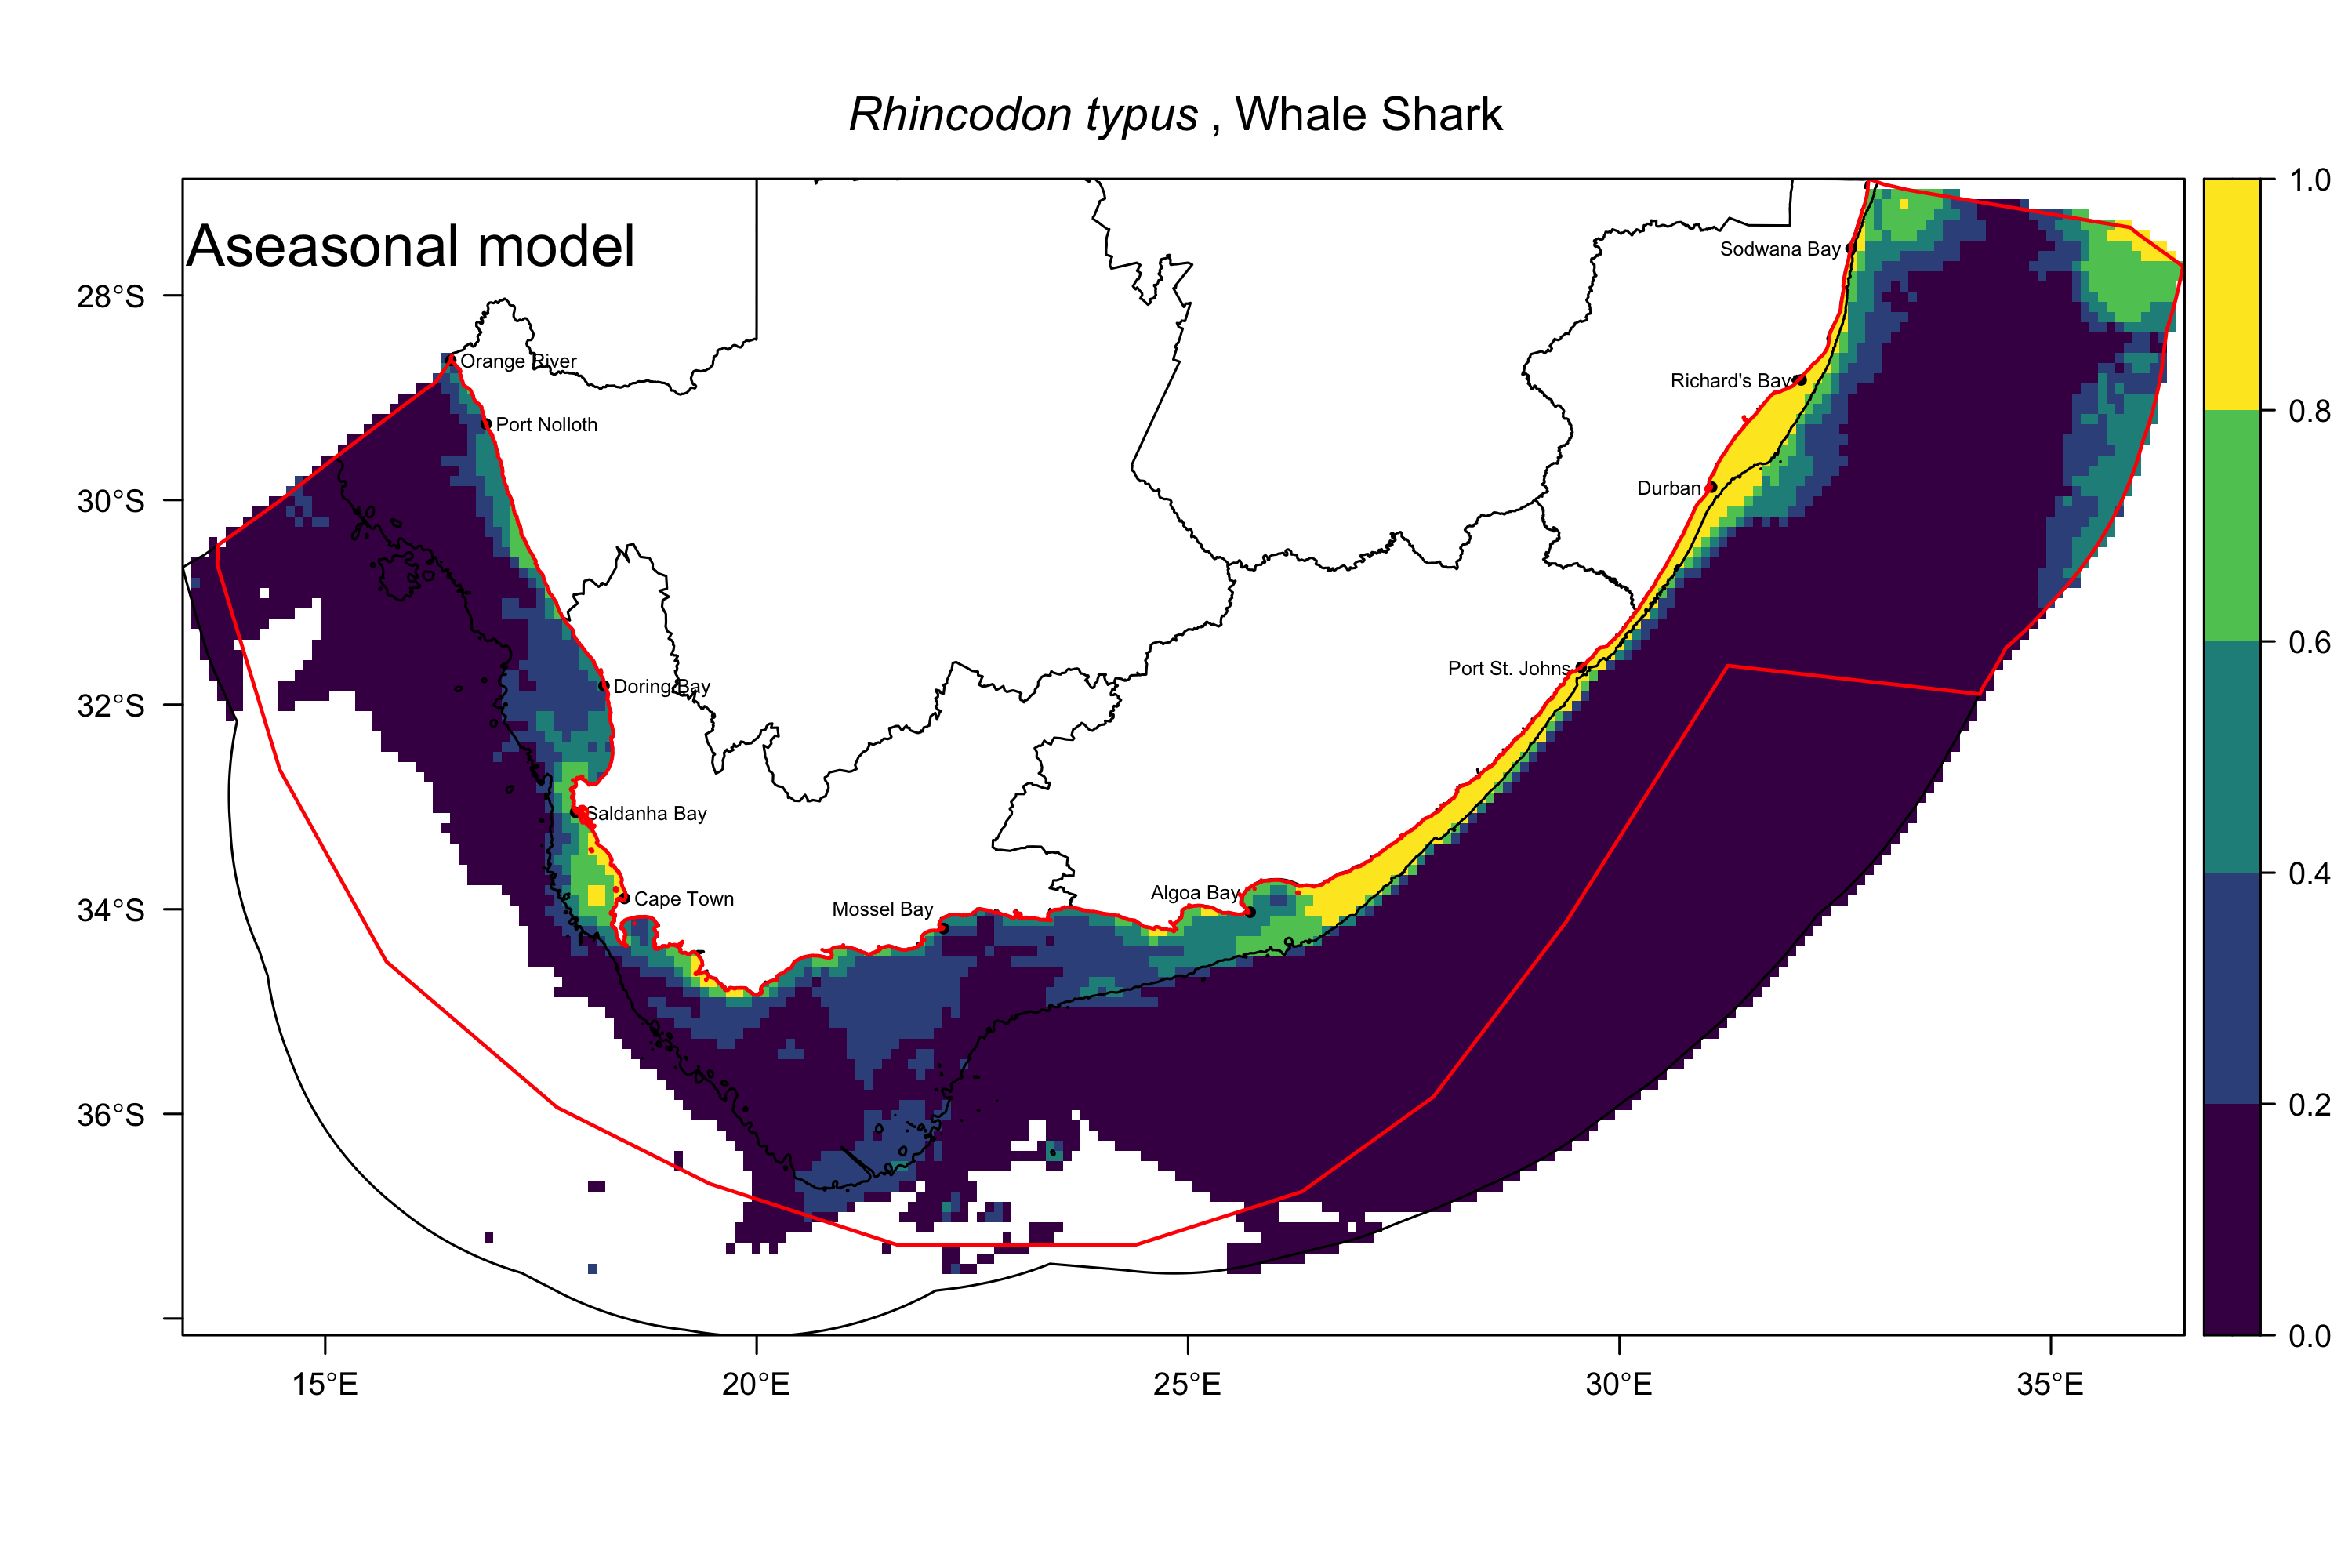 Rhincodon typus , Whale Shark
Aseasonal model
1.0
Sodwana Bay
28°S
Orange River
Richard's Bay
0.8
Port Nolloth
Durban
30°S
0.6
Port St. Johns
Doring Bay
32°S
Saldanha Bay
0.4
Algoa Bay
Cape Town
Mossel Bay
34°S
0.2
36°S
0.0
15°E
20°E
25°E
30°E
35°E